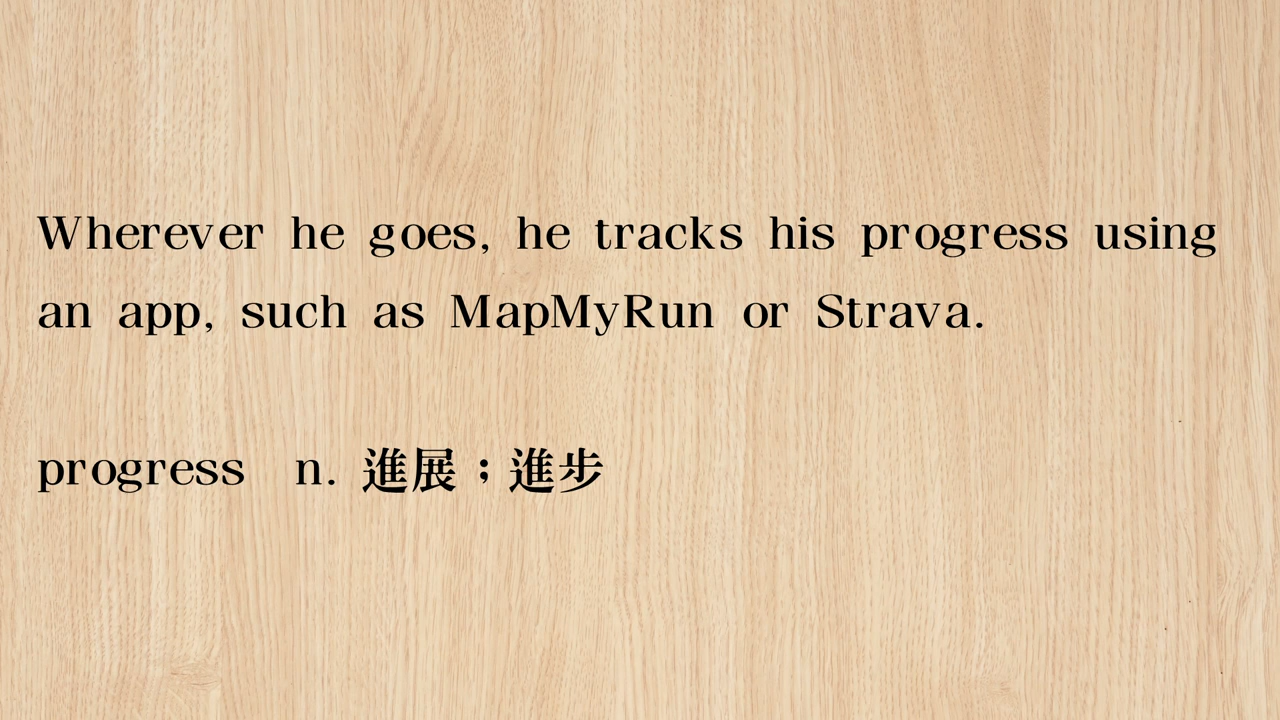 Wherever he goes, he tracks his progress using
an app, such as MapMyRun or Strava.
progress n. 進展；進步